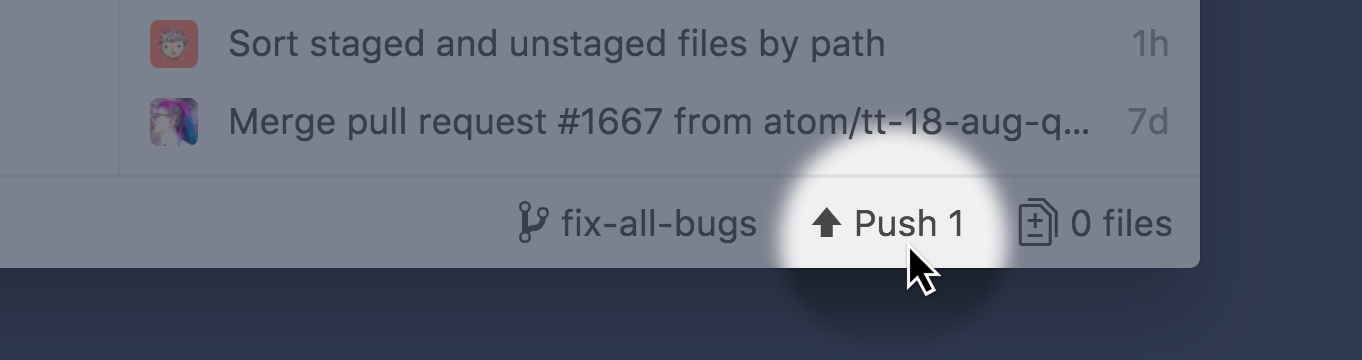 Sort staged and unstaged files by path 1h
Merge pull request #1667 from atom/tt-18-aug-q... 7d
fix-all-bugs Push 1 0 files